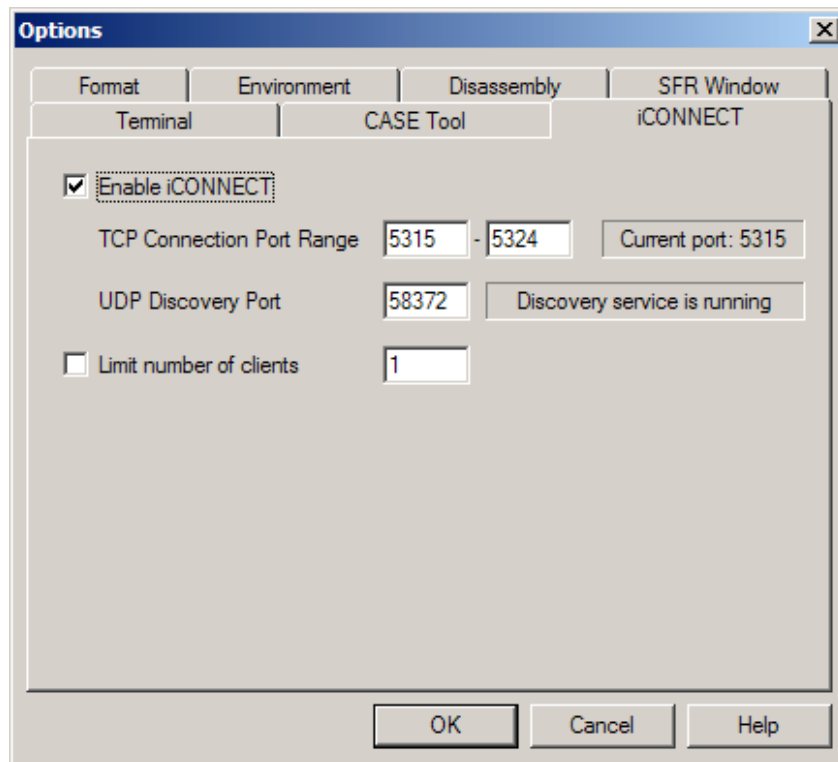 Options
Format Environment Disassembly SFR Window
Terminal CASE Tool iCONNECT
Enable iCONNECT
TCP Connection Port Range 5315 - 5324 Current port: 5315
UDP Discovery Port 58372 Discovery service is running
Limit number of clients 1
OK Cancel Help